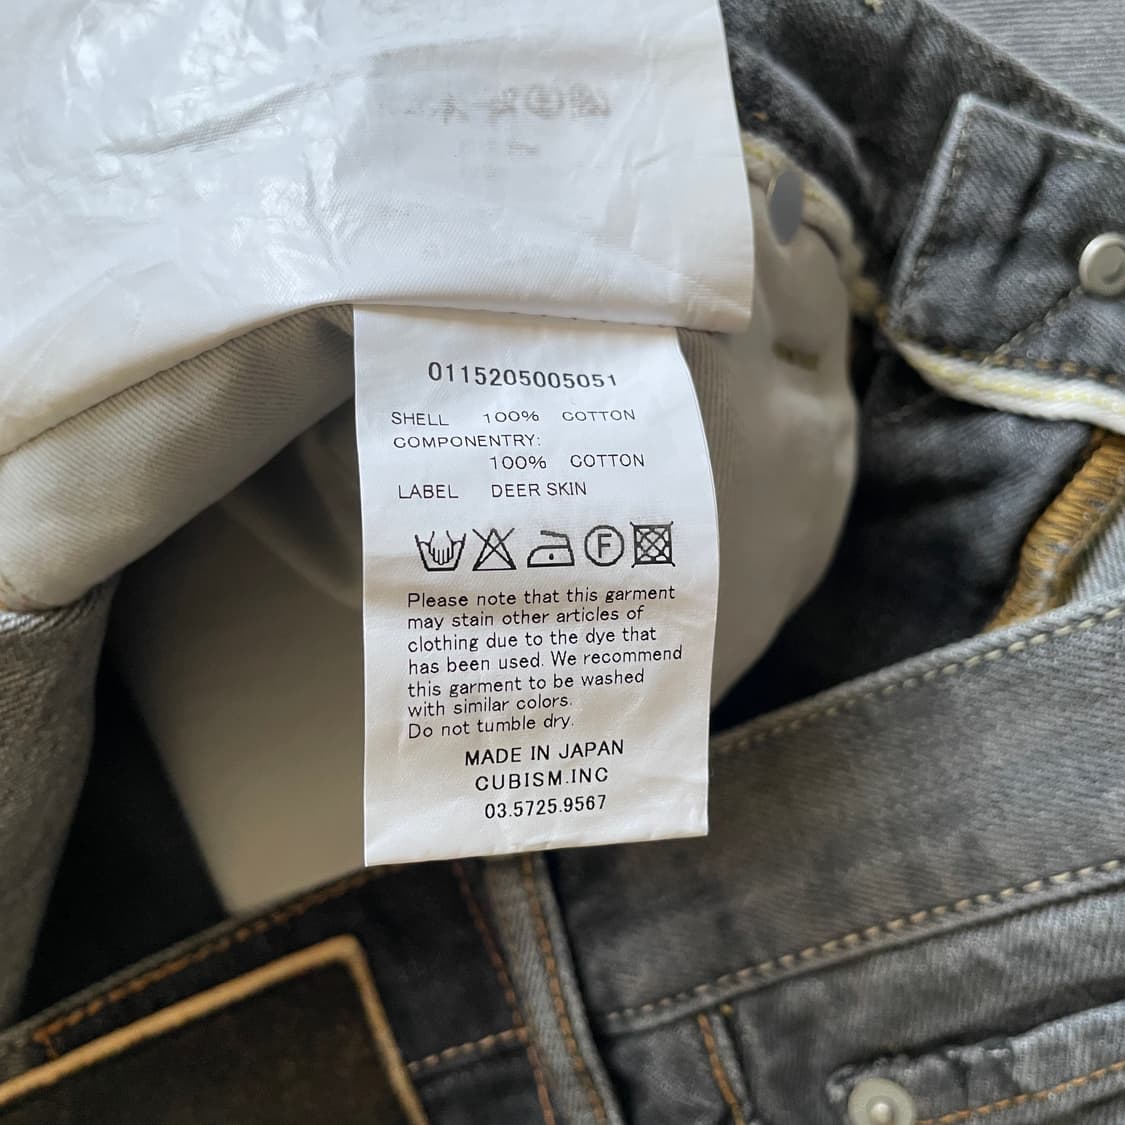 0115205005051
SHELL 100% COTTON
COMPONENTRY:
100% COTTON
LABEL DEER SKIN
F
Please note that this garment
may stain other articles of
clothing due to the dye that
has been used. We recommend
this garment to be washed
with similar colors.
Do not tumble dry.
MADE IN JAPAN
CUBISM.INC
03.5725.9567